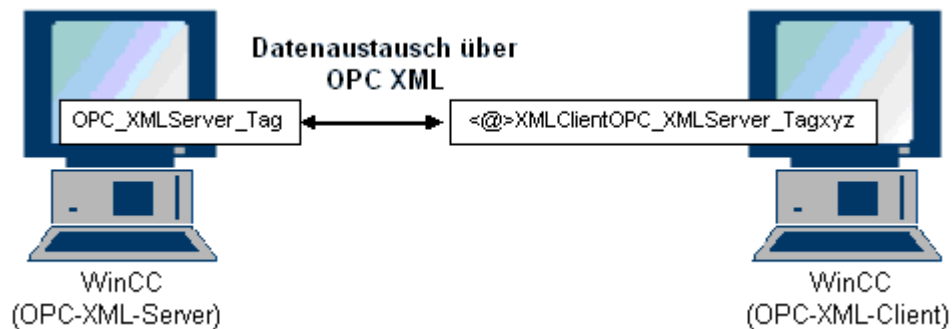 Datenaustausch über
OPC XML
OPC_XMLServer_Tag
<@>XMLClientOPC_XMLServer_Tagxyz
WinCC
(OPC-XML-Server)
WinCC
(OPC-XML-Client)